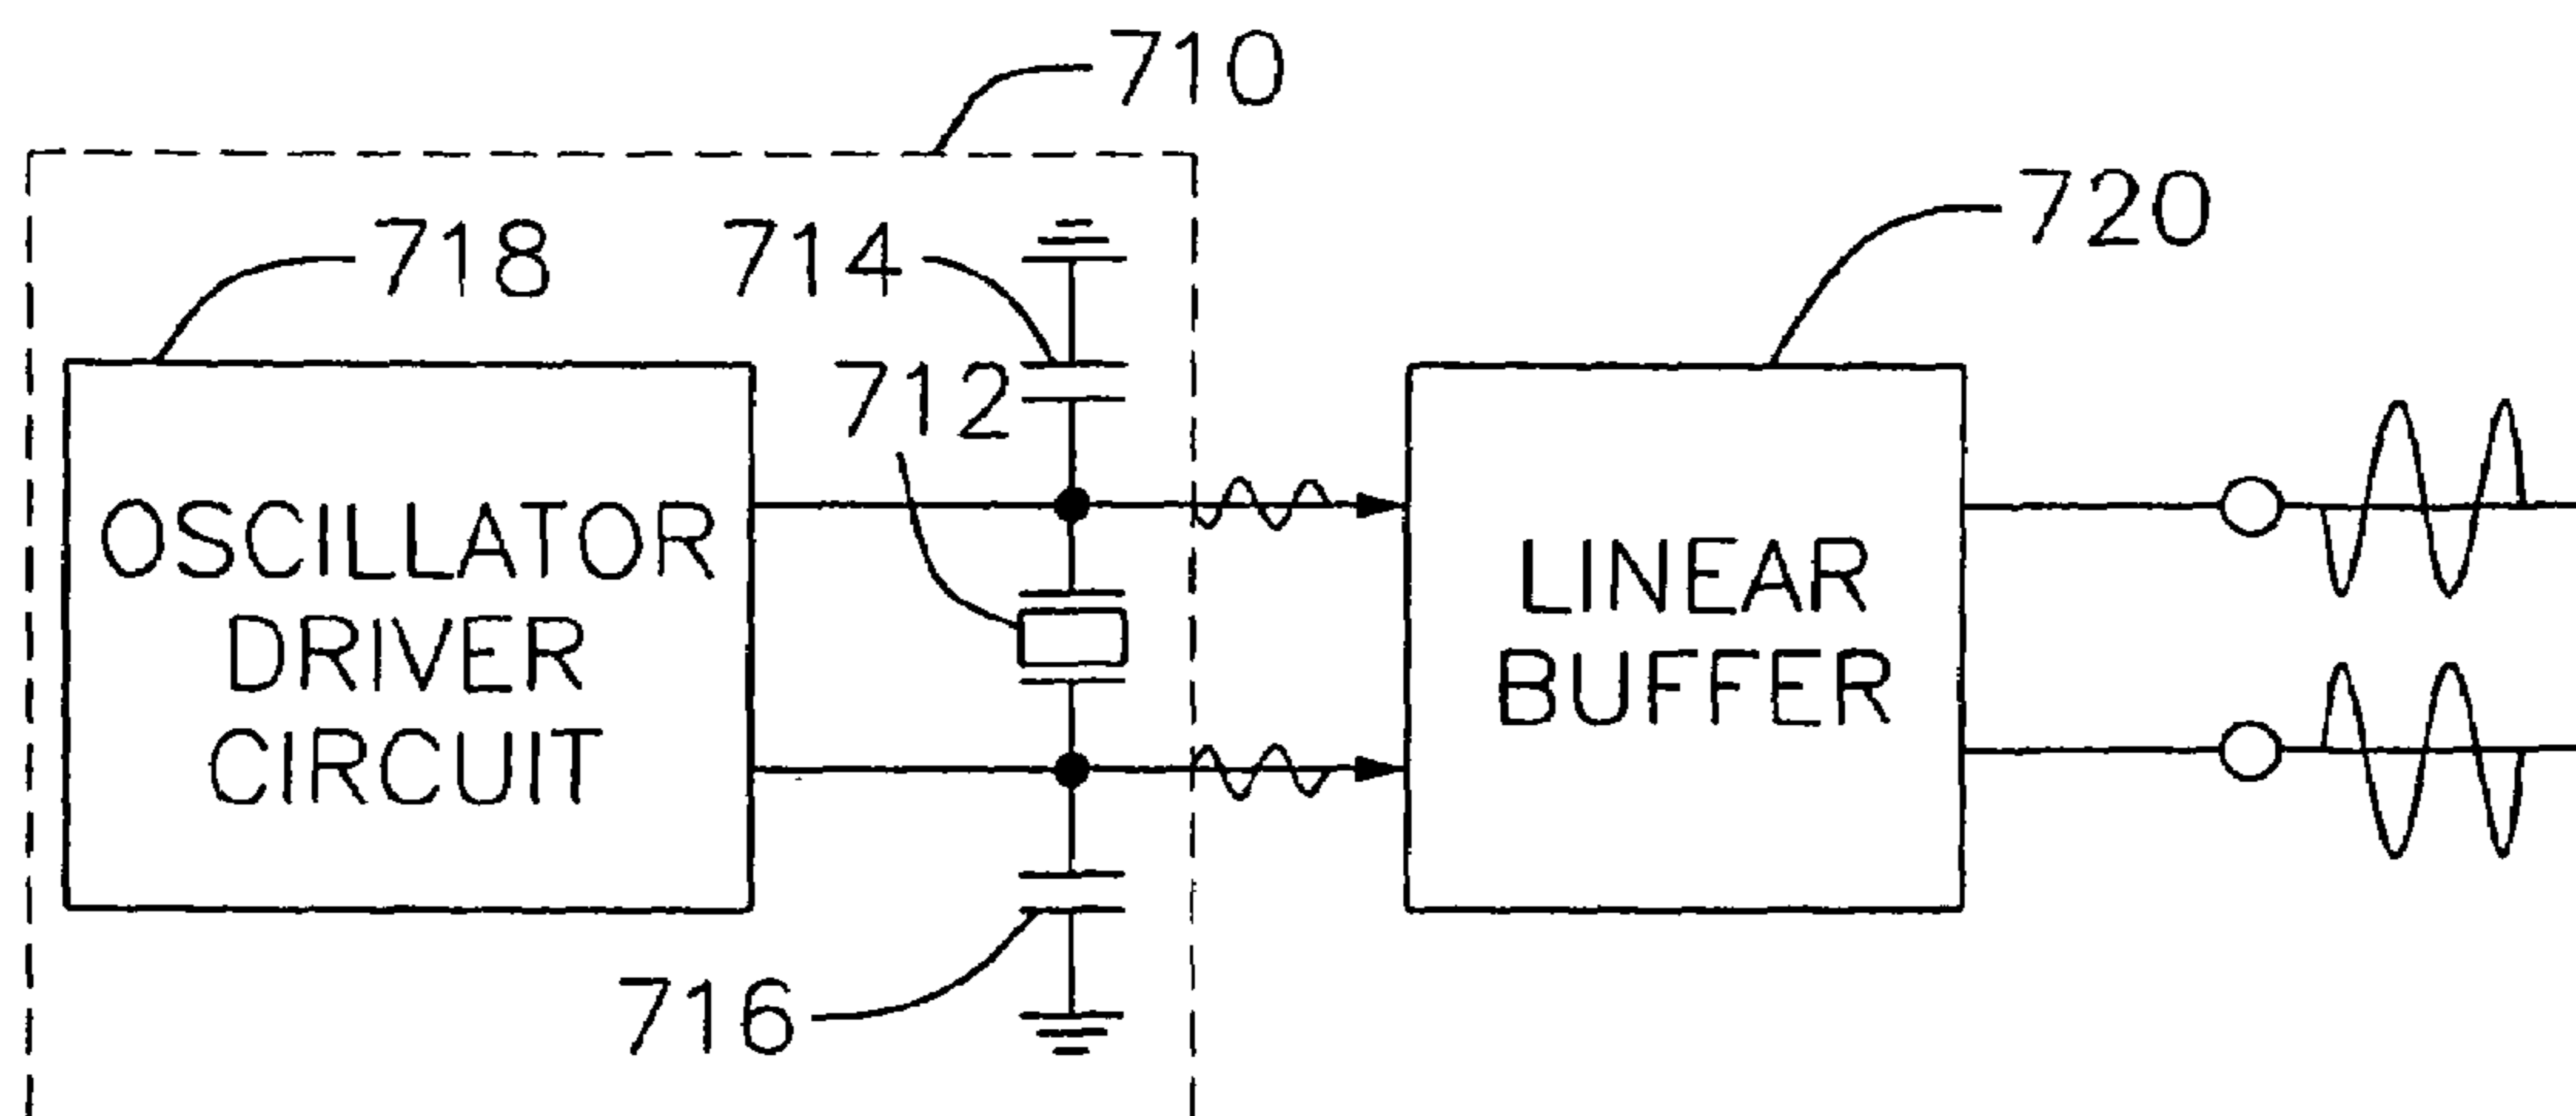 710
720
718
714
712
OSCILLATOR
DRIVER
CIRCUIT
LINEAR
BUFFER
716